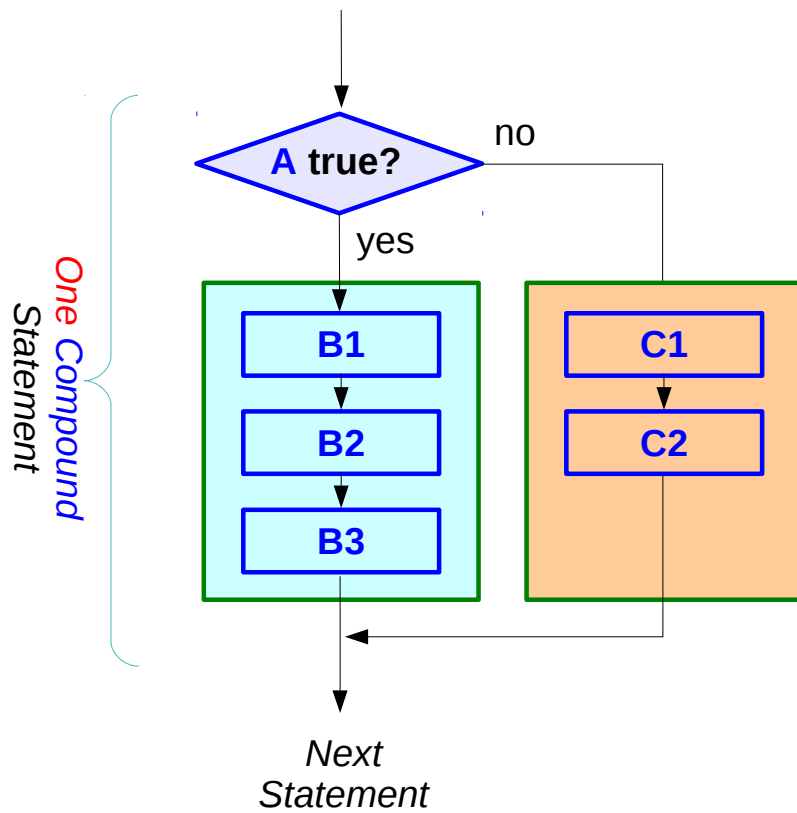 A true?
no
yes
One Compound
Statement
B1
C1
B2
C2
B3
Next
Statement